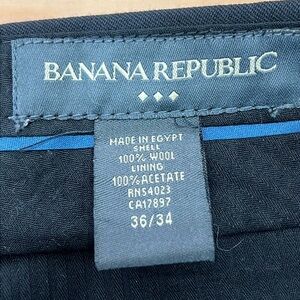 BANANA REPUBLIC
MADE IN EGYPT
SHELL
100% WOOL
LINING
100% ACETATE
RN54023
CA17897
36/34